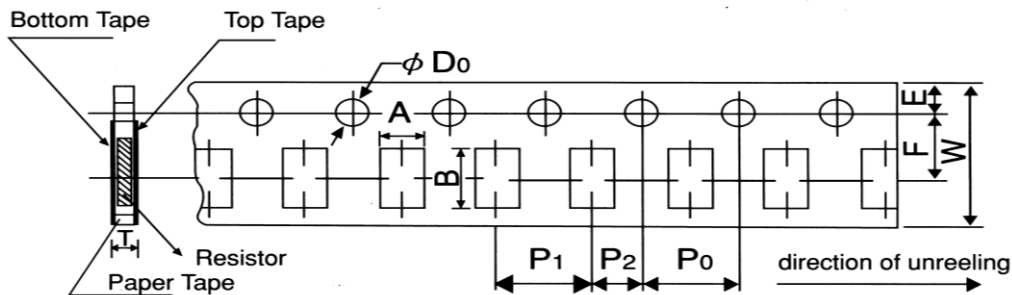 Bottom Tape
Top Tape
ϕ D0
A
B
E
F
W
T
Resistor
Paper Tape
P1
P2
P0
direction of unreeling